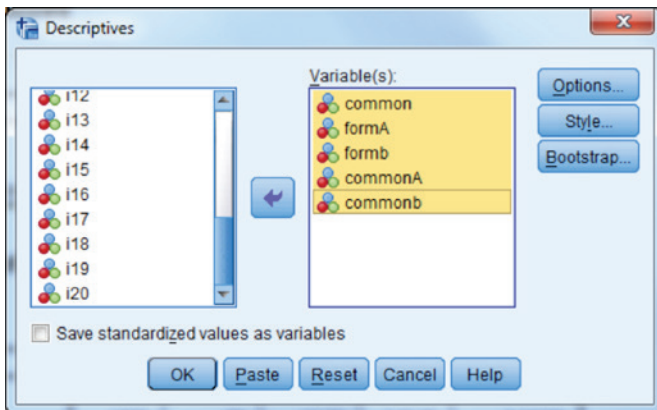 Descriptives
i12
i13
i14
i15
i16
i17
i18
i19
i20
Variable(s):
common
formA
formb
commonA
commonb
Options...
Style...
Bootstrap...
Save standardized values as variables
OK Paste Reset Cancel Help